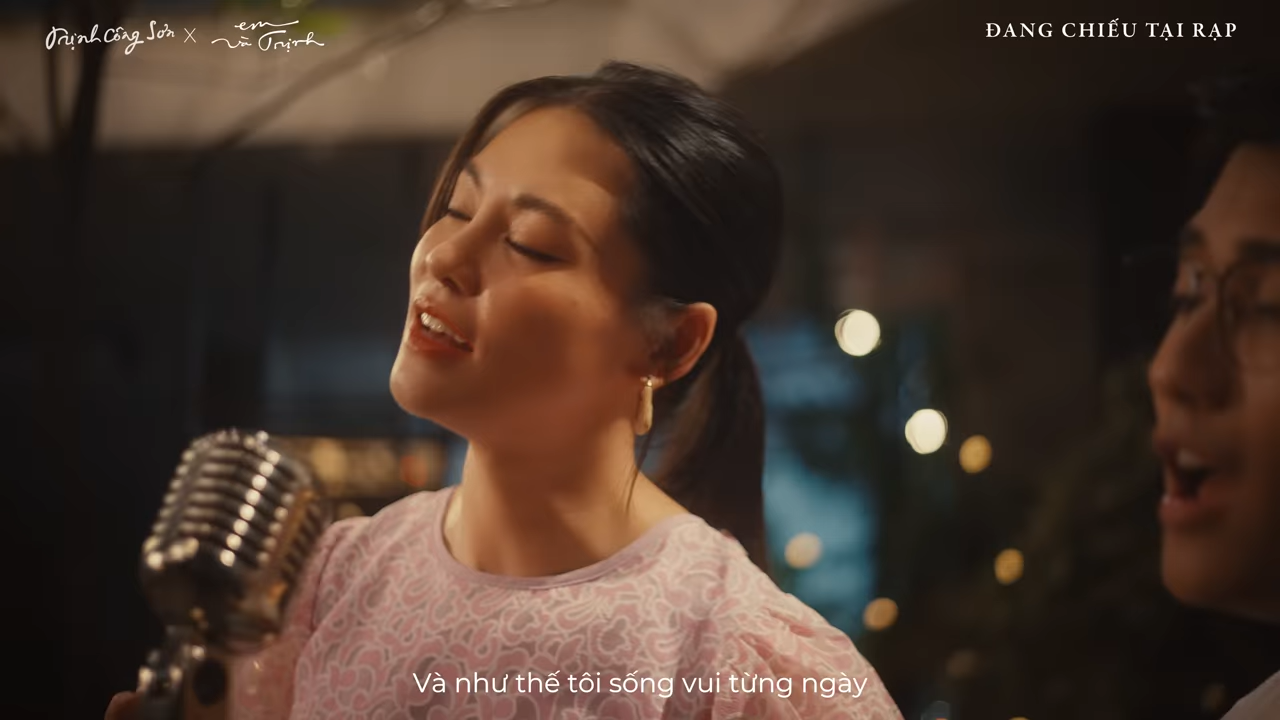 Trịnh Công Sơn X em và Trịnh
ĐANG CHIẾU TẠI RẠP
Và như thế tôi sống vui từng ngày